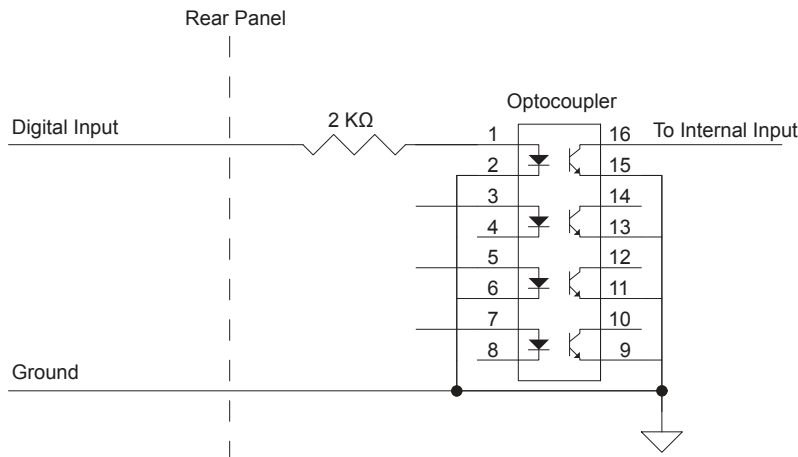 Rear Panel
Optocoupler
Digital Input
2 KΩ
1
16
To Internal Input
2
15
3
14
4
13
5
12
6
11
7
10
8
9
Ground